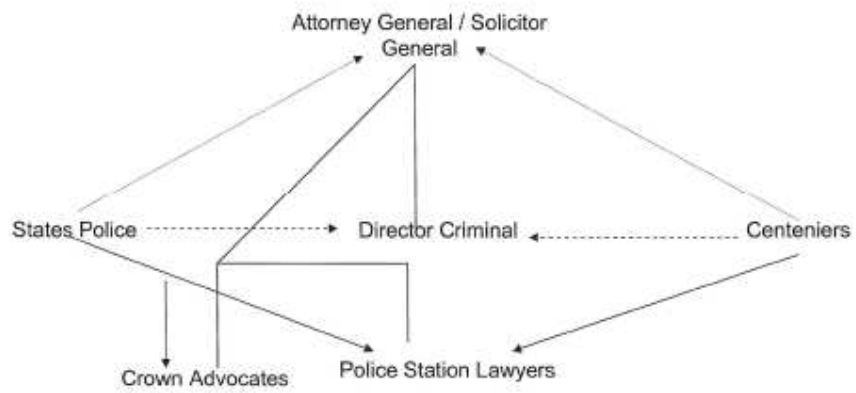 Attorney General / Solicitor
General
States Police
Director Criminal
Centeniers
Crown Advocates
Police Station Lawyers